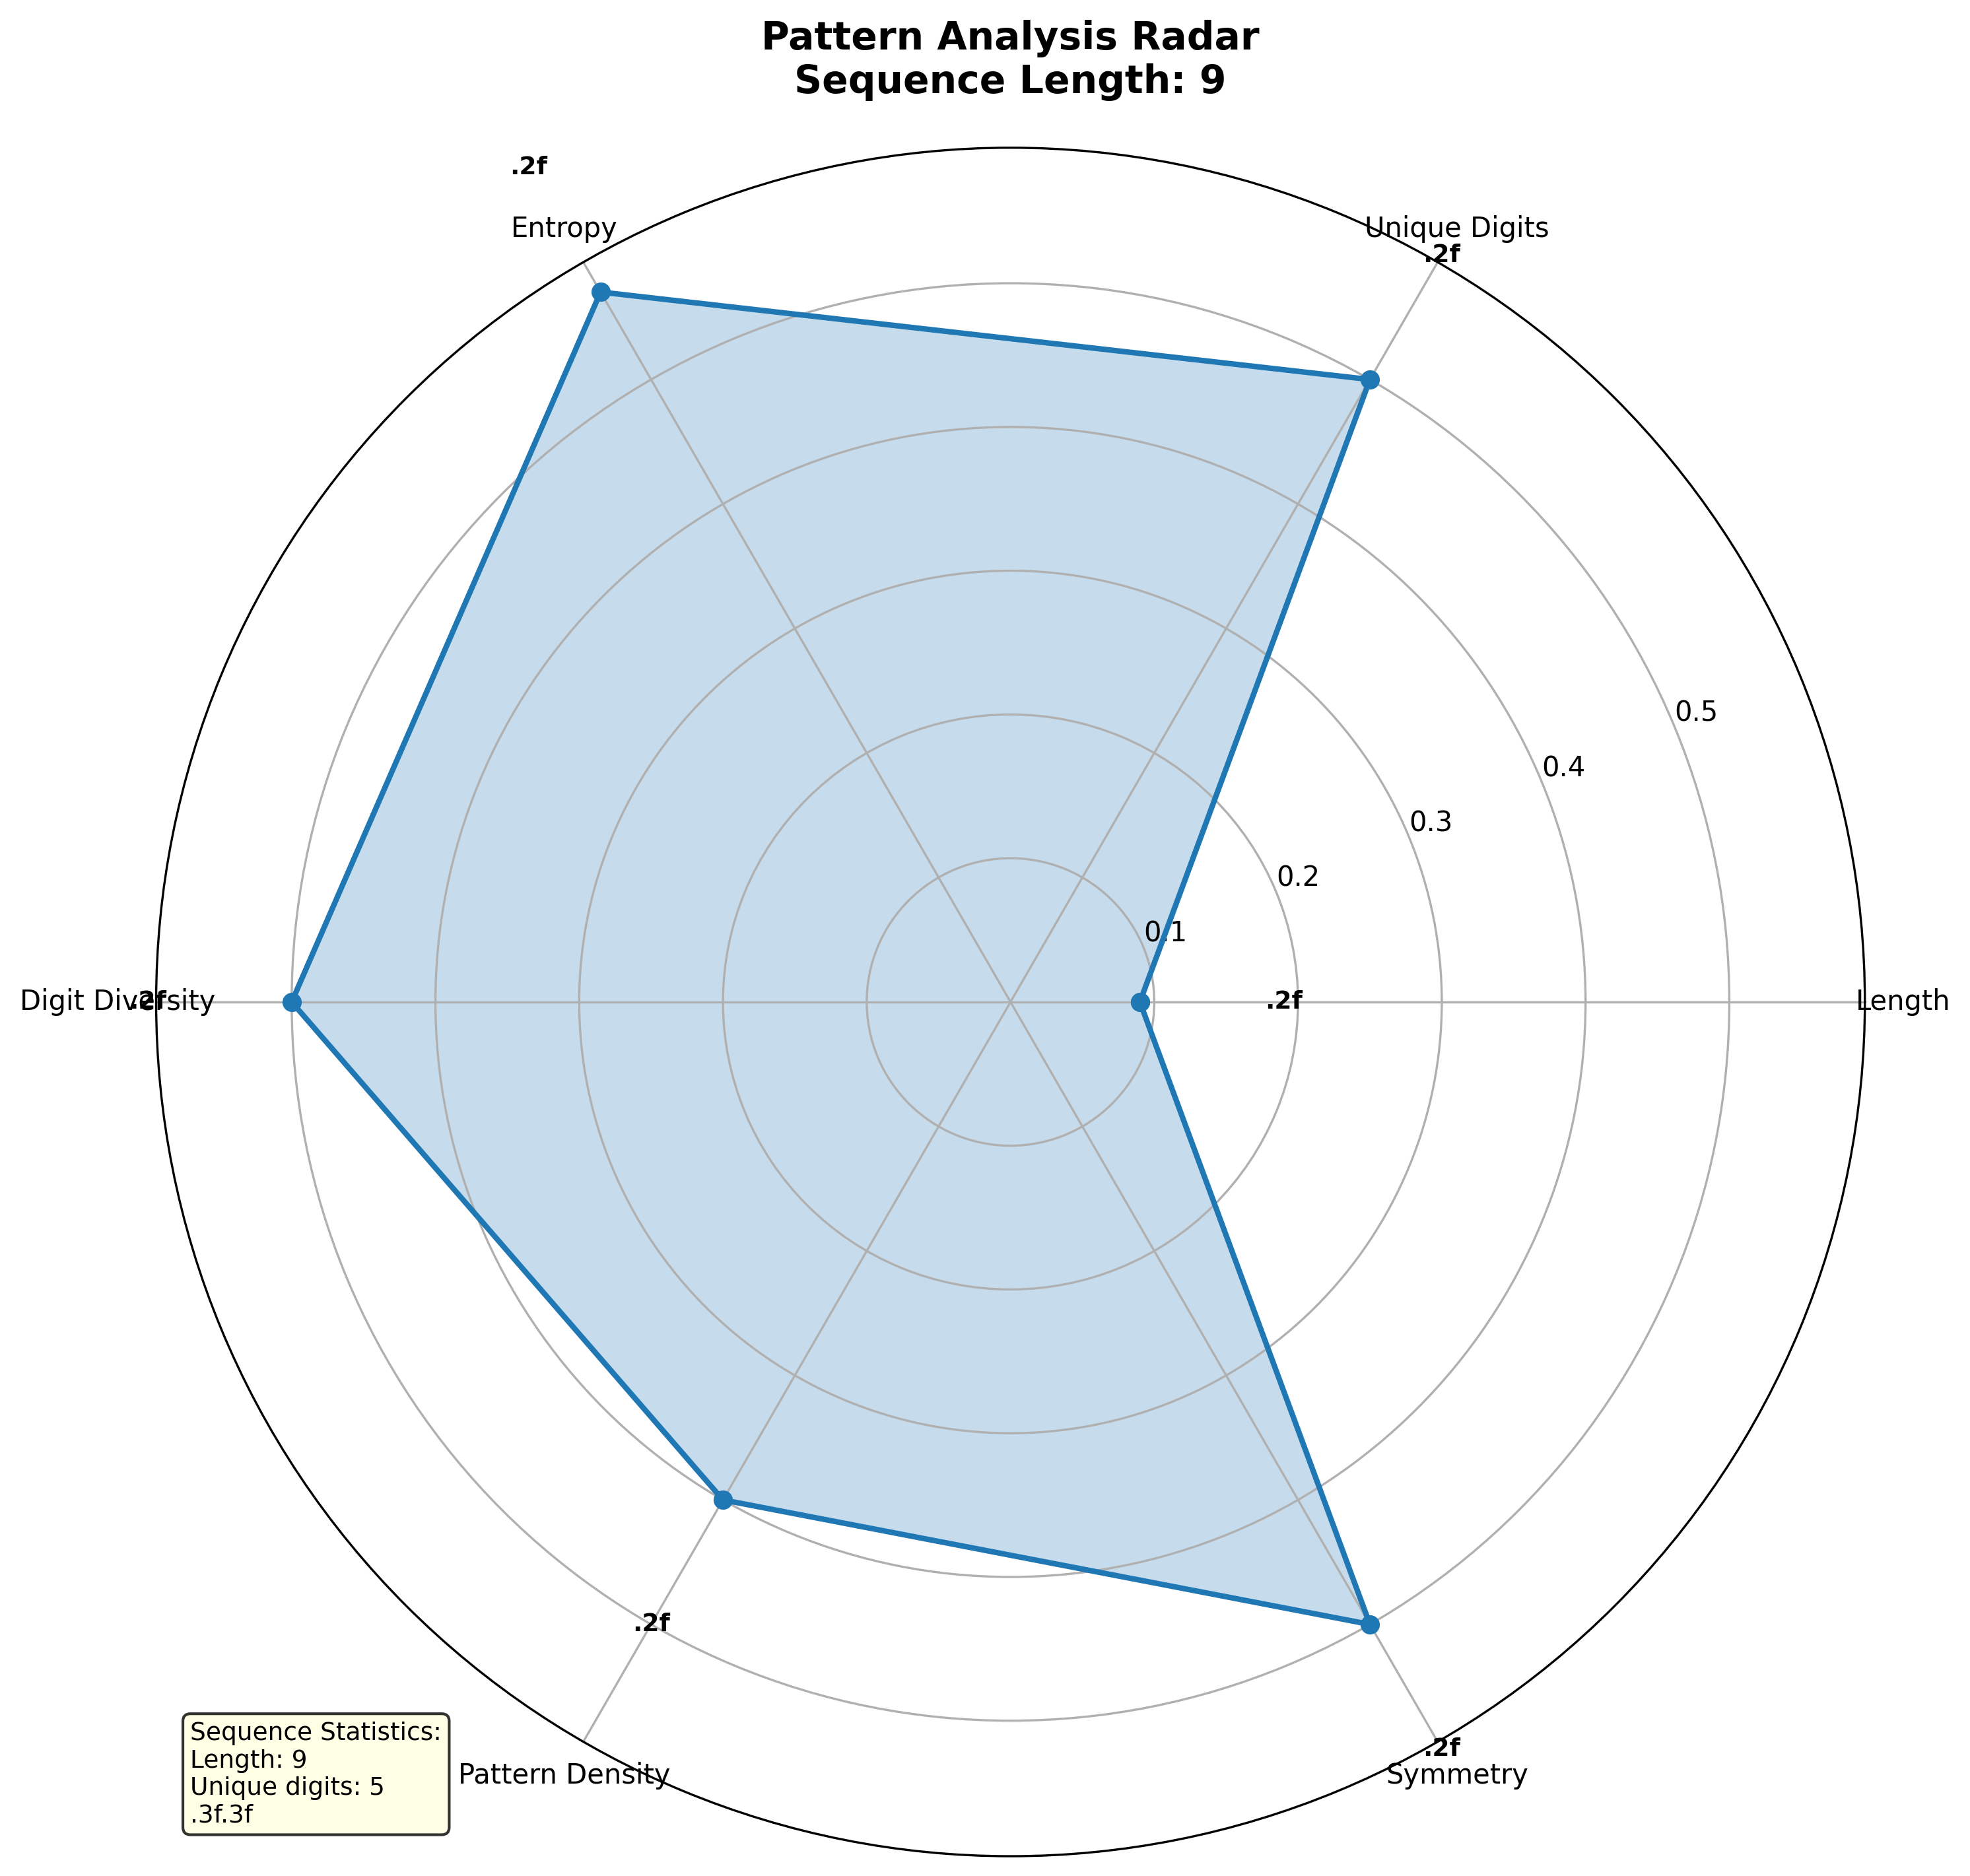 Pattern Analysis Radar
Sequence Length: 9
.2f
Entropy
Unique Digits
.2f
0.5
0.4
0.3
0.2
0.1
Digit Diversity
.2f
.2f
Length
.2f
.2f
Pattern Density
Symmetry
Sequence Statistics:
Length: 9
Unique digits: 5
.3f.3f